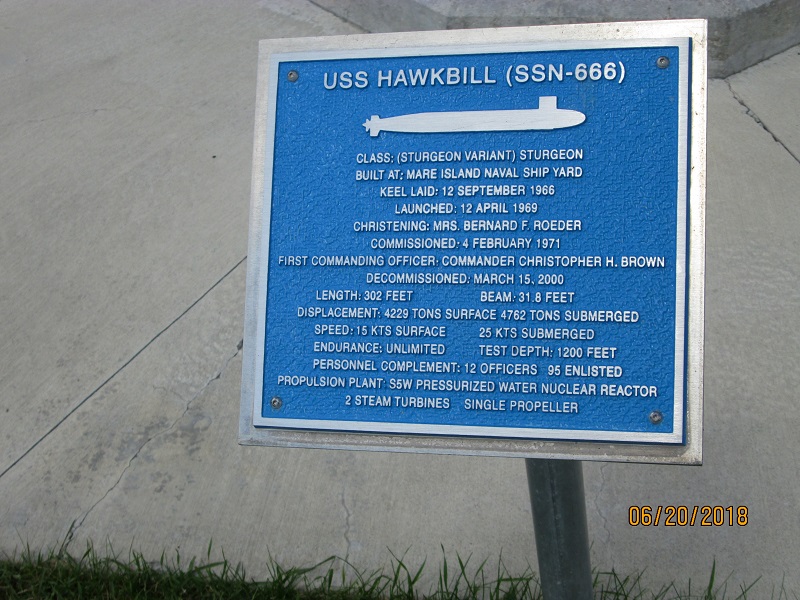 USS HAWKBILL (SSN-666)
CLASS: (STURGEON VARIANT) STURGEON
BUILT AT: MARE ISLAND NAVAL SHIP YARD
KEEL LAID: 12 SEPTEMBER 1966
LAUNCHED: 12 APRIL 1969
CHRISTENING: MRS. BERNARD F. ROEDER
COMMISSIONED: 4 FEBRUARY 1971
FIRST COMMANDING OFFICER: COMMANDER CHRISTOPHER H. BROWN
DECOMMISSIONED: MARCH 15, 2000
LENGTH: 302 FEET BEAM: 31.8 FEET
DISPLACEMENT: 4229 TONS SURFACE 4762 TONS SUBMERGED
SPEED: 15 KTS SURFACE 25 KTS SUBMERGED
ENDURANCE: UNLIMITED TEST DEPTH: 1200 FEET
PERSONNEL COMPLEMENT: 12 OFFICERS 95 ENLISTED
PROPULSION PLANT: S5W PRESSURIZED WATER NUCLEAR REACTOR
2 STEAM TURBINES SINGLE PROPELLER
06/20/2018